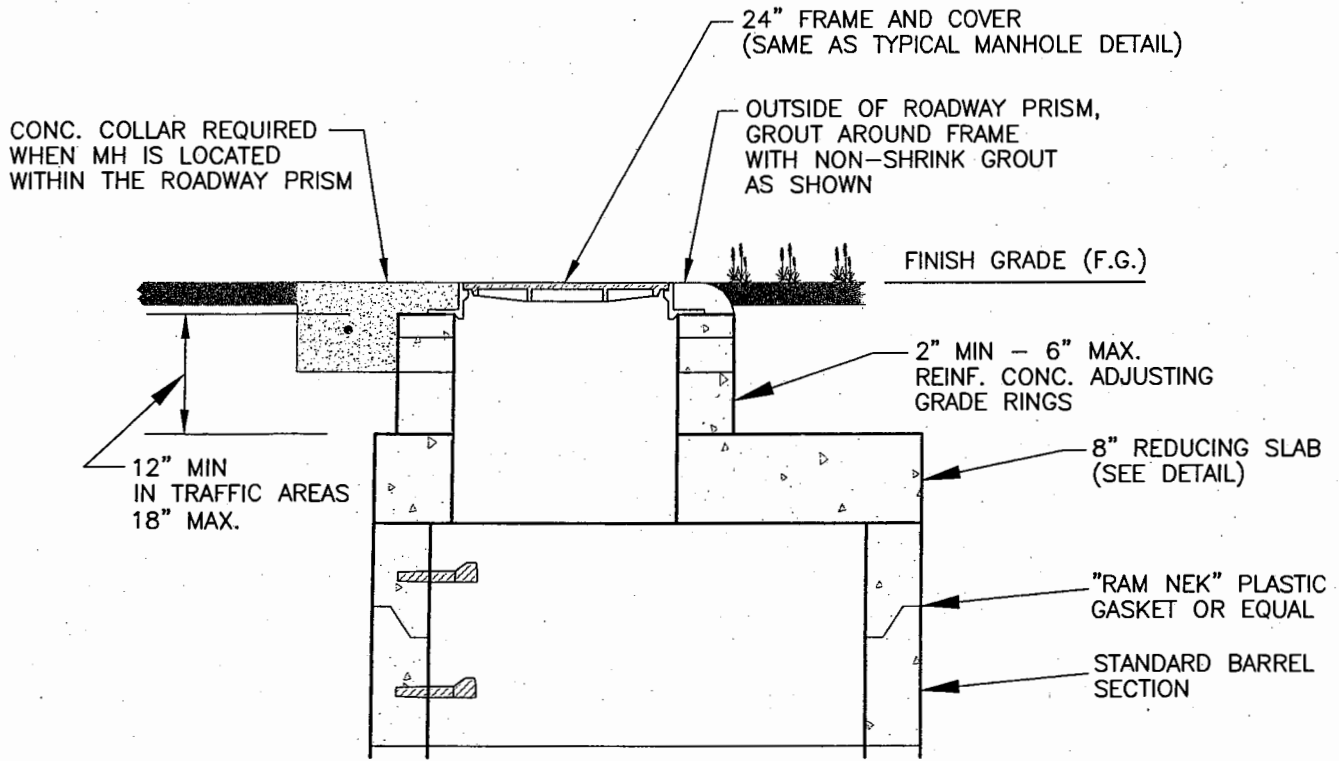 24" FRAME AND COVER
(SAME AS TYPICAL MANHOLE DETAIL)
CONC. COLLAR REQUIRED
WHEN MH IS LOCATED
WITHIN THE ROADWAY PRISM
OUTSIDE OF ROADWAY PRISM,
GROUT AROUND FRAME
WITH NON-SHRINK GROUT
AS SHOWN
FINISH GRADE (F.G.)
2" MIN - 6" MAX.
REINF. CONC. ADJUSTING
GRADE RINGS
12" MIN
IN TRAFFIC AREAS
18" MAX.
8" REDUCING SLAB
(SEE DETAIL)
"RAM NEK" PLASTIC
GASKET OR EQUAL
STANDARD BARREL
SECTION